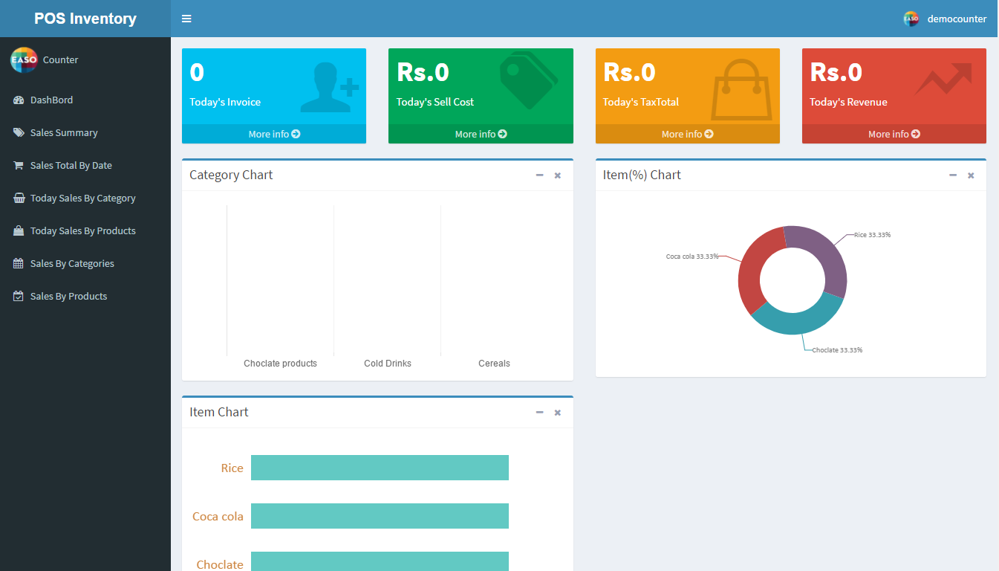 POS Inventory
democounter
EASO
Counter
DashBord
Sales Summary
Sales Total By Date
Today Sales By Category
Today Sales By Products
Sales By Categories
Sales By Products
0
Today's Invoice
More info
Rs.0
Today's Sell Cost
More info
Rs.0
Today's TaxTotal
More info
Rs.0
Today's Revenue
More info
Category Chart
Choclate products
Cold Drinks
Cereals
Item(%) Chart
Rice 33.33%
Coca cola 33.33%
Choclate 33.33%
Item Chart
Rice
Coca cola
Choclate